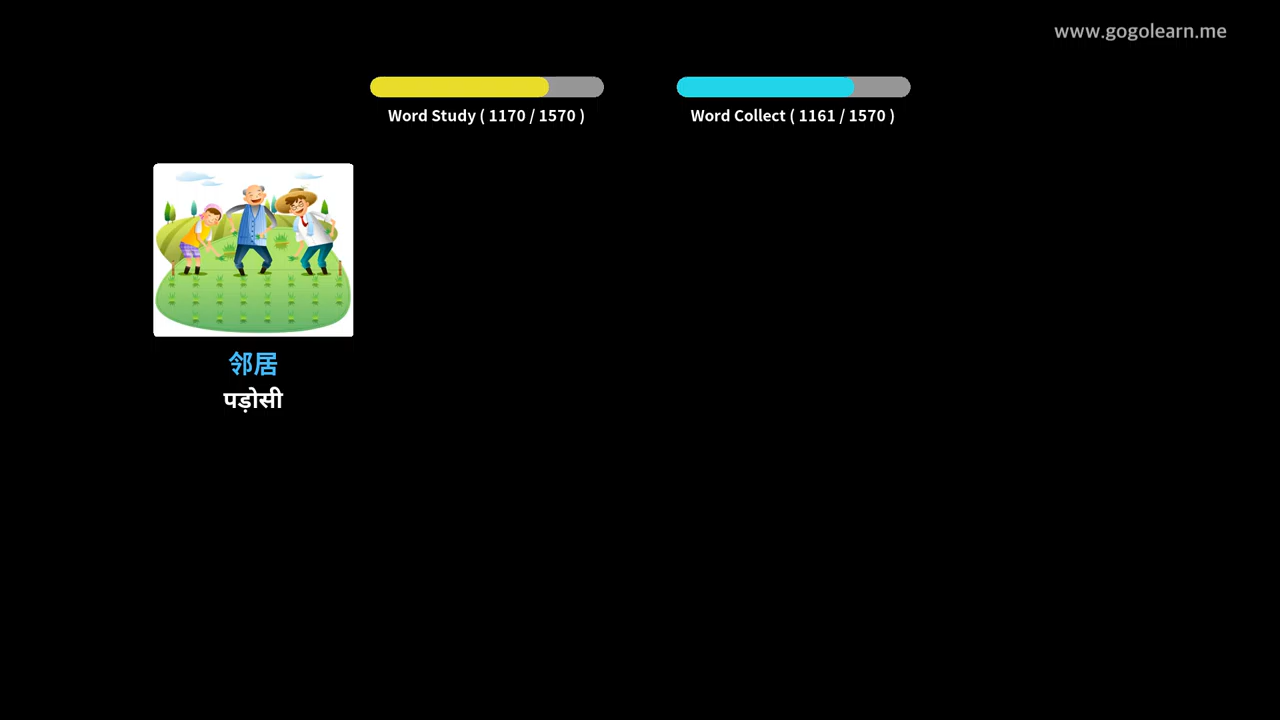 www.gogolearn.me
Word Study ( 1170 / 1570 )
Word Collect ( 1161 / 1570 )
邻居
पड़ोसी